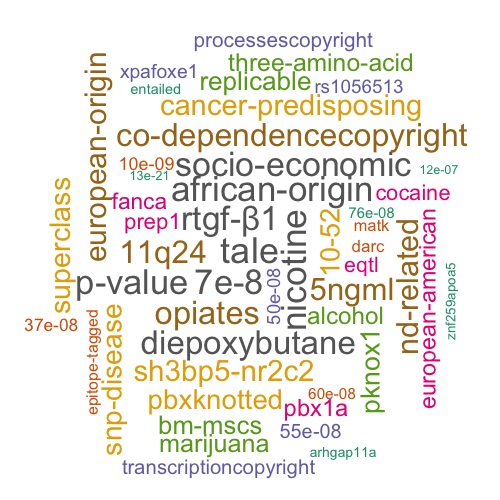 processescopyright
three-amino-acid
xpafoxe1
replicable
rs1056513
entailed
european-origin
cancer-predisposing
co-dependencecopyright
10e-09
socio-economic
12e-07
13e-21
african-origin
cocaine
fanca
superclass
prep1
rtgf-β1
nicotine
10-52
76e-08
matk
european-american
11q24
tale
darc
eqtl
nd-related
znf259apoa5
p-value
7e-8
50e-08
5ngml
37e-08
epitope-tagged
snp-disease
opiates
alcohol
diepoxybutane
pknox1
sh3bp5-nr2c2
60e-08
pbxknotted
pbx1a
bm-mscs
55e-08
marijuana
arhgap11a
transcriptioncopyright